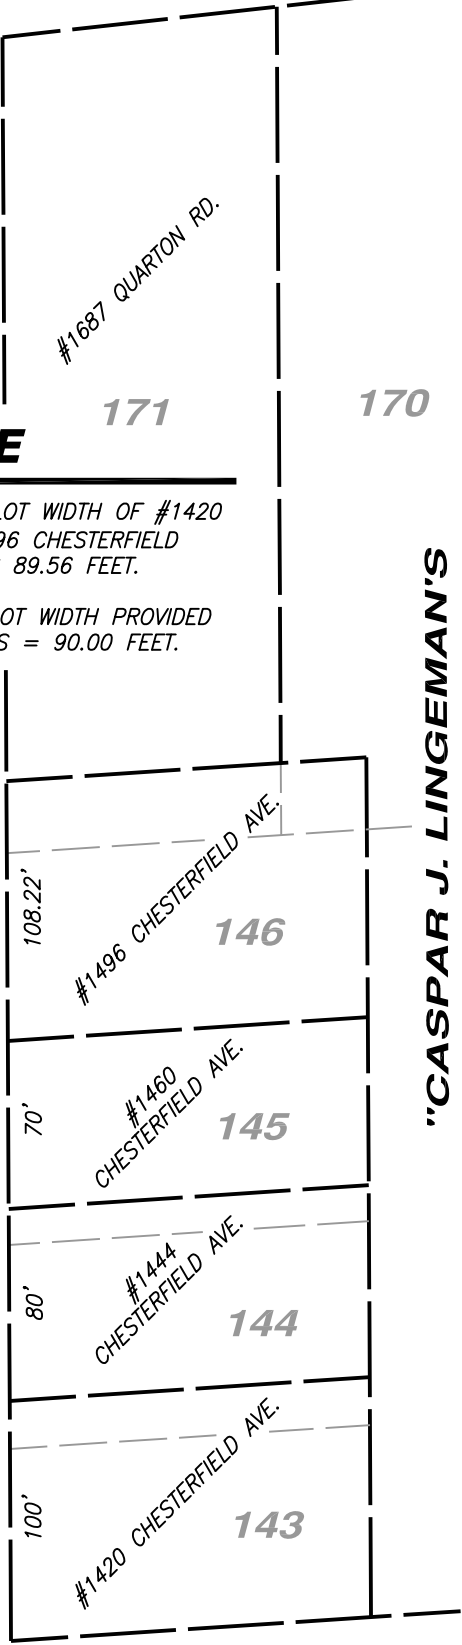 #1687 QUARTON RD.
171
170
E
LOT WIDTH OF #1420
96 CHESTERFIELD
89.56 FEET.
OT WIDTH PROVIDED
S = 90.00 FEET.
"CASPAR J. LINGEMAN'S
#1496 CHESTERFIELD AVE.
108.22'
146
#1460
CHESTERFIELD AVE.
70'
145
#1444
CHESTERFIELD AVE.
80'
144
#1420 CHESTERFIELD AVE.
100'
143